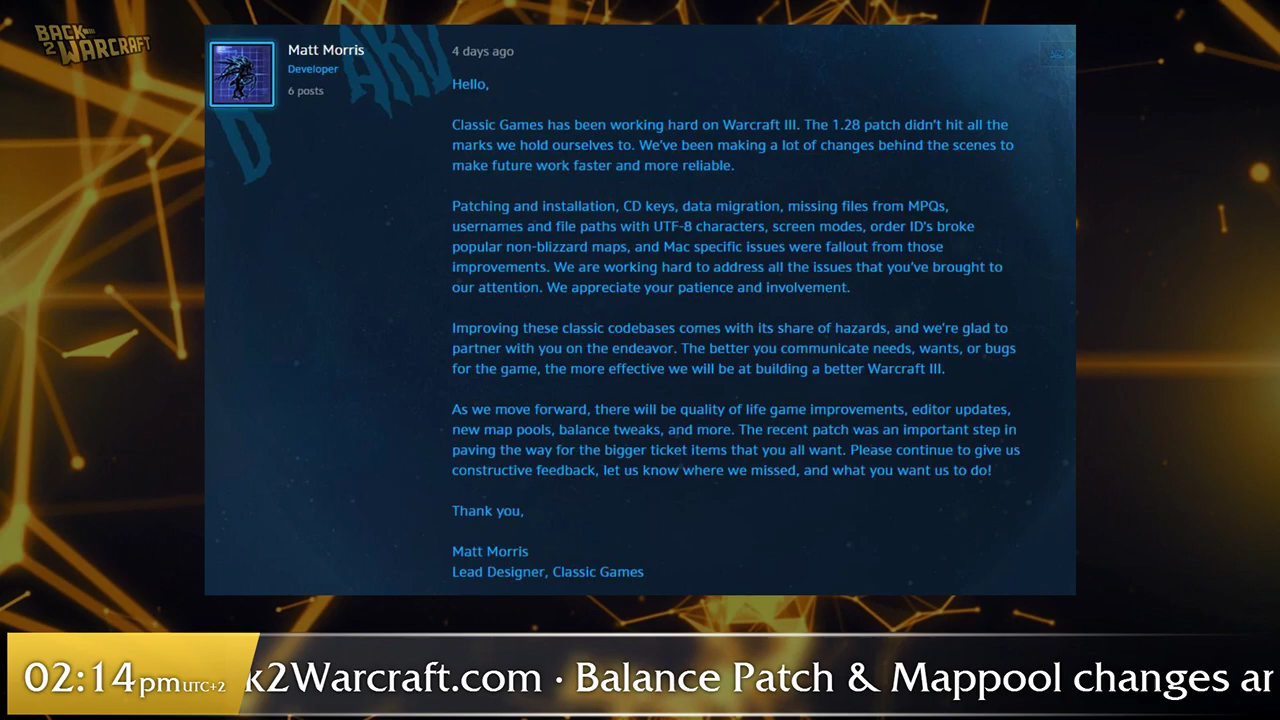 BACK
2 WARCRAFT
Matt Morris
Developer
6 posts
4 days ago
Hello,
Classic Games has been working hard on Warcraft III. The 1.28 patch didn't hit all the
marks we hold ourselves to. We've been making a lot of changes behind the scenes to
make future work faster and more reliable.
Patching and installation, CD keys, data migration, missing files from MPQs,
usernames and file paths with UTF-8 characters, screen modes, order ID's broke
popular non-blizzard maps, and Mac specific issues were fallout from those
improvements. We are working hard to address all the issues that you've brought to
our attention. We appreciate your patience and involvement.
Improving these classic codebases comes with its share of hazards, and we're glad to
partner with you on the endeavor. The better you communicate needs, wants, or bugs
for the game, the more effective we will be at building a better Warcraft III.
As we move forward, there will be quality of life game improvements, editor updates,
new map pools, balance tweaks, and more. The recent patch was an important step in
paving the way for the bigger ticket items that you all want. Please continue to give us
constructive feedback, let us know where we missed, and what you want us to do!
Thank you,
Matt Morris
Lead Designer, Classic Games
02:14pm UTC+2
k2Warcraft.com · Balance Patch & Mappool changes ar